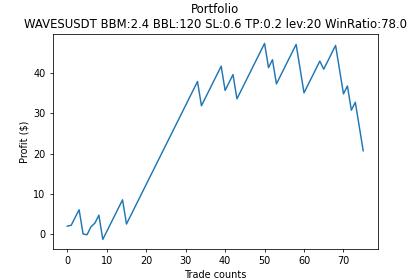 Portfolio
WAVESUSDT BBM:2.4 BBL:120 SL:0.6 TP:0.2 lev:20 WinRatio:78.0
Profit ($)
40
30
20
10
0
0 10 20 30 40 50 60 70
Trade counts